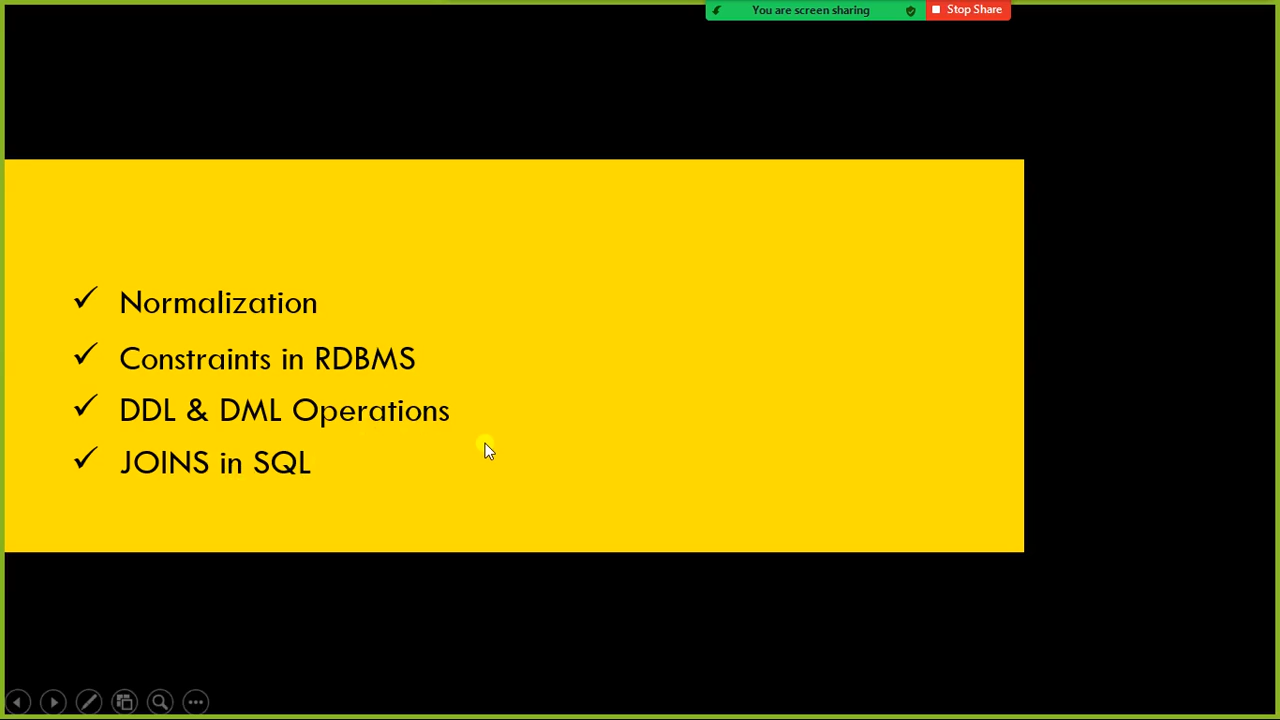 You are screen sharing
Stop Share
Normalization
Constraints in RDBMS
DDL & DML Operations
JOINS in SQL